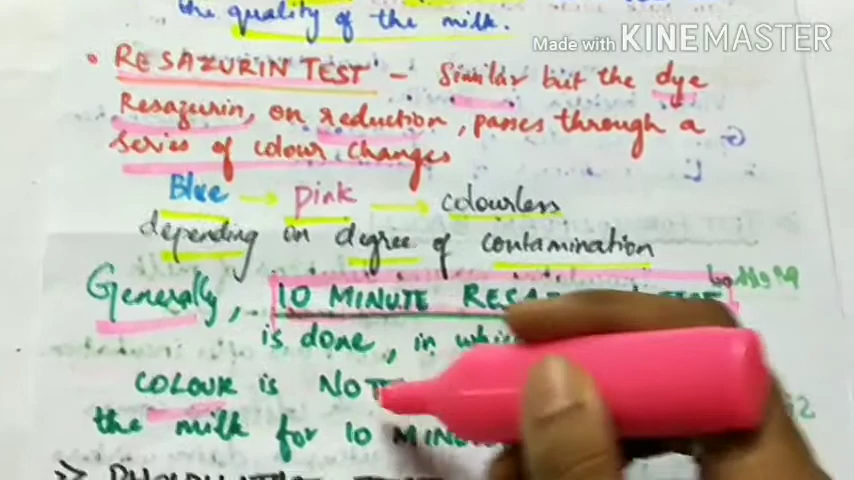 the quality of the milk.
Made with KINEMASTER
• RESAZURIN TEST - Similar but the dye
Resazurin, on reduction, passes through a
series of colour changes
Blue → Pink → colourless
depending on degree of contamination
Generally, 10 MINUTE
is done, in
COLOUR is NOT
the milk for 10